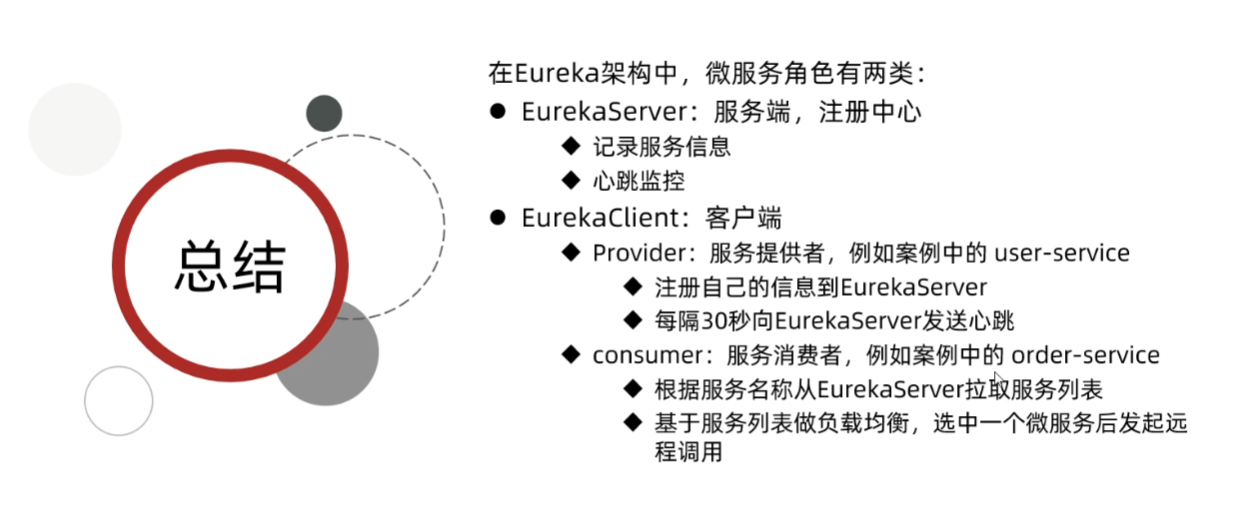 总结
在Eureka架构中，微服务角色有两类：
EurekaServer：服务端，注册中心
记录服务信息
心跳监控
EurekaClient：客户端
Provider：服务提供者，例如案例中的 user-service
注册自己的信息到EurekaServer
每隔30秒向EurekaServer发送心跳
consumer：服务消费者，例如案例中的 order-service
根据服务名称从EurekaServer拉取服务列表
基于服务列表做负载均衡，选中一个微服务后发起远
程调用